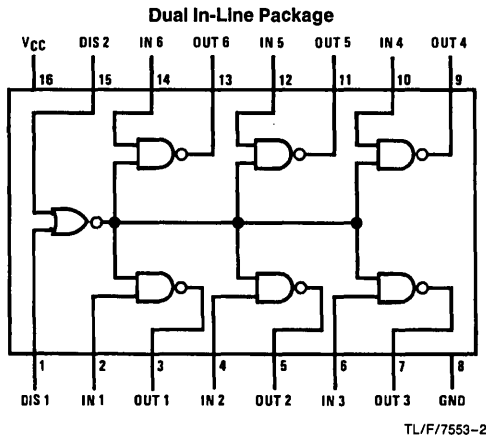 Dual In-Line Package
VCC DIS 2 IN 6 OUT 6 IN 5 OUT 5 IN 4 OUT 4
16 15 14 13 12 11 10 9
1 2 3 4 5 6 7 8
DIS 1 IN 1 OUT 1 IN 2 OUT 2 IN 3 OUT 3 GND
TL/F/7553–2